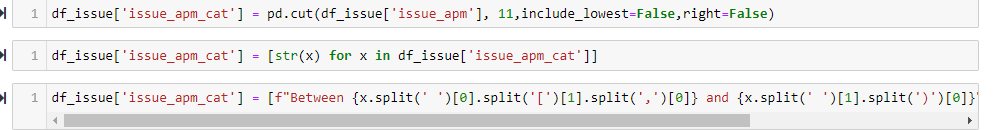 1 df_issue['issue_apm_cat'] = pd.cut(df_issue['issue_apm'], 11,include_lowest=False,right=False)
1 df_issue['issue_apm_cat'] = [str(x) for x in df_issue['issue_apm_cat']]
1 df_issue['issue_apm_cat'] = [f"Between {x.split(' ')[0].split('[')[1].split(',')[0]} and {x.split(' ')[1].split(')')[0]}"